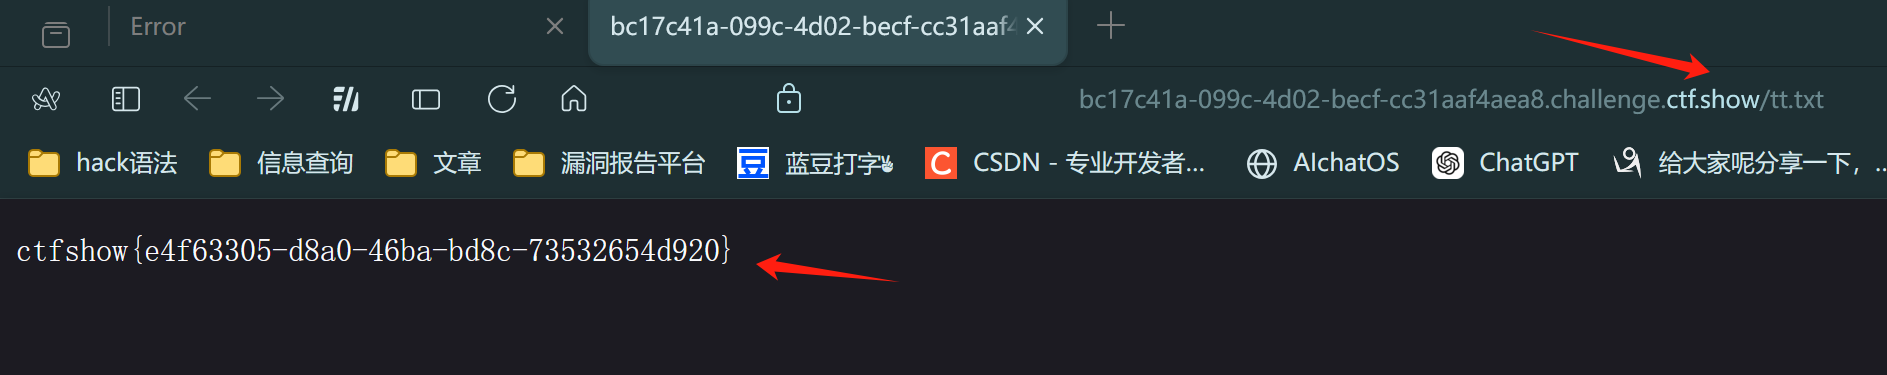 Error
bc17c41a-099c-4d02-becf-cc31aaf4
bc17c41a-099c-4d02-becf-cc31aaf4aea8.challenge.ctf.show/tt.txt
hack语法 信息查询 文章 漏洞报告平台 豆 蓝豆打字 C CSDN - 专业开发者... AIchatOS ChatGPT 给大家呢分享一下，...
ctfshow{e4f63305-d8a0-46ba-bd8c-73532654d920}